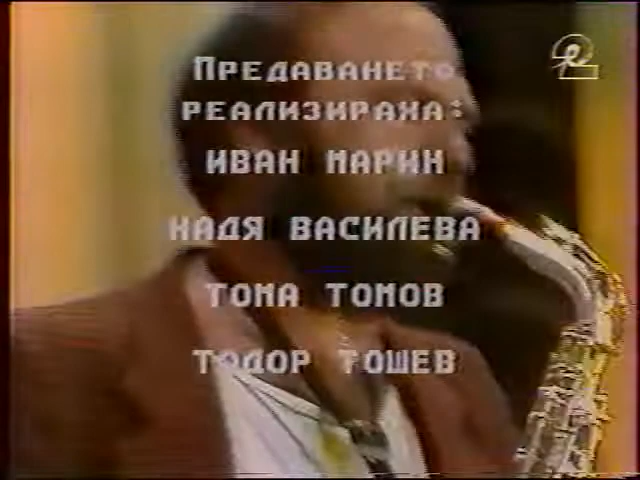 Предаването
реализираха:
ИВАН МАРИН
НАДЯ ВАСИЛЕВА
ТОМА ТОМОВ
ТОДОР ТОШЕВ